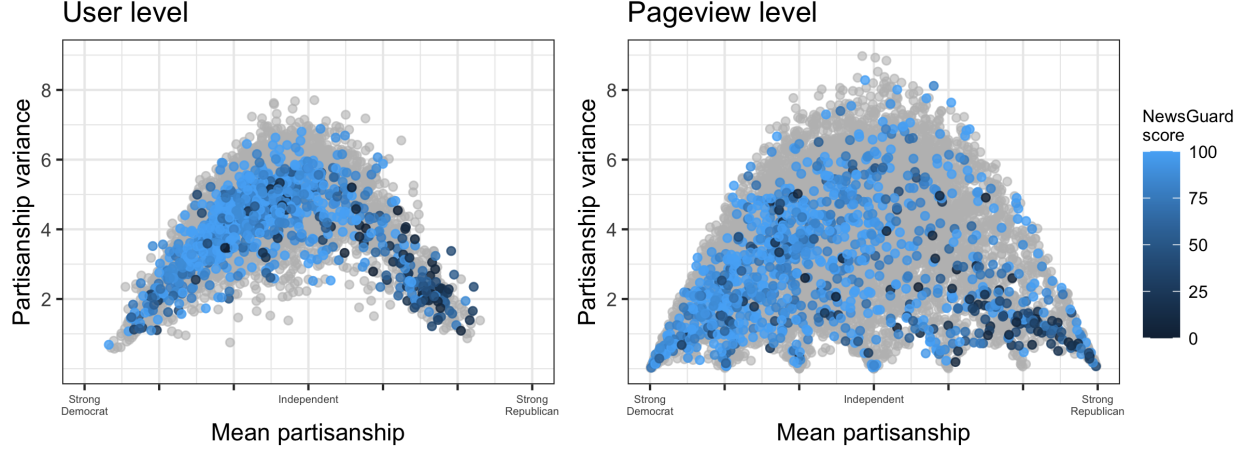 User level
Pageview level
Partisanship variance
8
6
4
2
Strong
Democrat
Independent
Strong
Republican
Mean partisanship
Partisanship variance
8
6
4
2
Strong
Democrat
Independent
Strong
Republican
Mean partisanship
NewsGuard
score
100
75
50
25
0